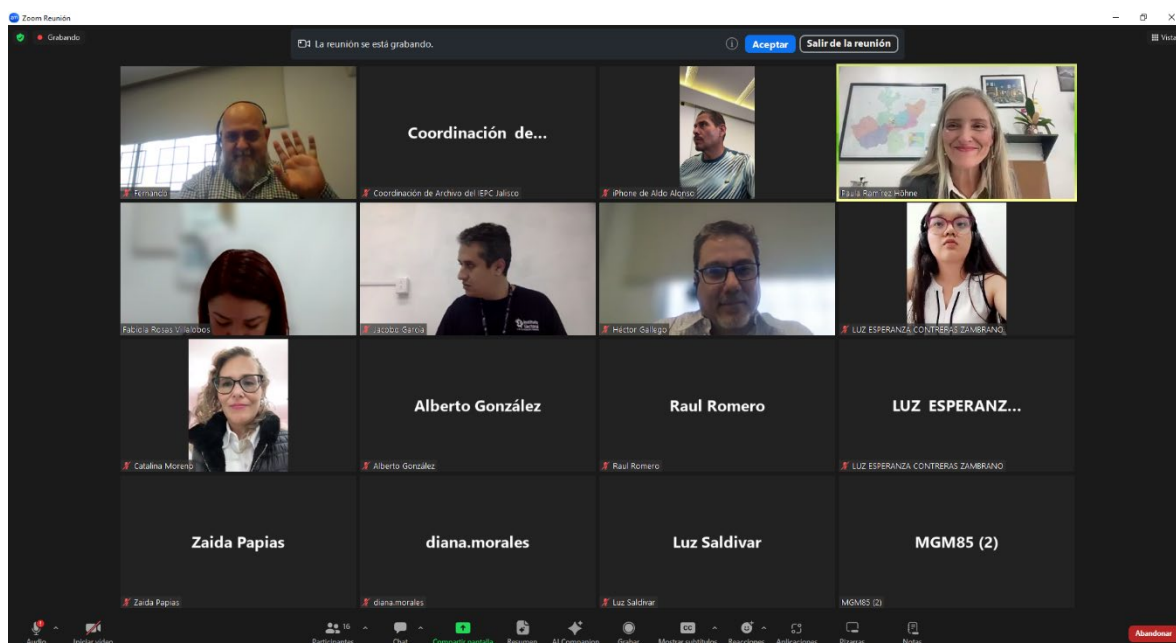 Zoom Reunión
Grabando
La reunión se está grabando.
Aceptar
Salir de la reunión
Vista
Fernando
Coordinación de...
Coordinación de Archivo del IEPC Jalisco
iPhone de Aldo Alonso
Paula Ramírez Höhne
Fabiola Rosas Villalobos
Jacobo García
Héctor Gallego
LUZ ESPERANZA CONTRERAS ZAMBRANO
Catalina Moreno
Alberto González
Alberto González
Raul Romero
Raul Romero
LUZ ESPERANZ...
LUZ ESPERANZA CONTRERAS ZAMBRANO
Zaida Papias
Zaida Papias
diana.morales
diana.morales
Luz Saldivar
Luz Saldivar
MGM85 (2)
MGM85 (2)
Audio
Iniciar video
16
Participantes
Chat
Compartir pantalla
Resumen
AI Companion
Grabar
Mostrar subtítulos
Reacciones
Aplicaciones
Pizarras
Notas
Abandonar